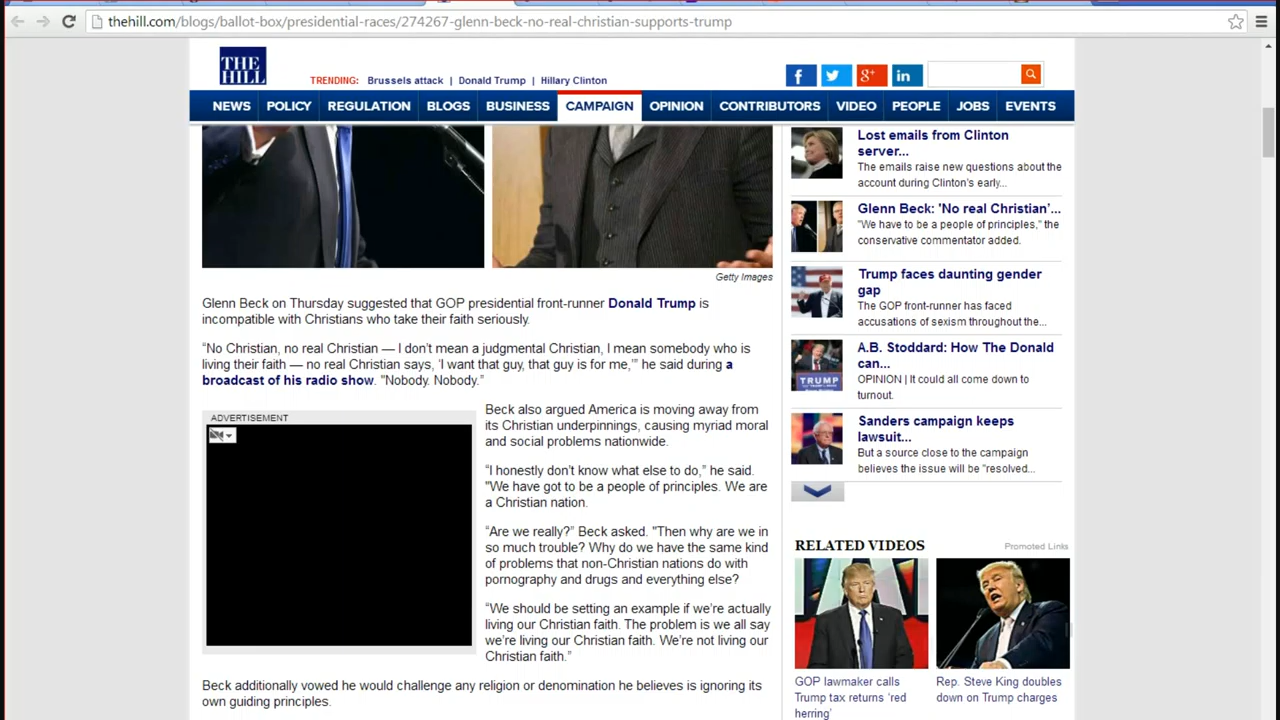 thehill.com/blogs/ballot-box/presidential-races/274267-glenn-beck-no-real-christian-supports-trump
THE
HILL
TRENDING: Brussels attack | Donald Trump | Hillary Clinton
f
g+
in
NEWS POLICY REGULATION BLOGS BUSINESS CAMPAIGN OPINION CONTRIBUTORS VIDEO PEOPLE JOBS EVENTS
Getty Images
Glenn Beck on Thursday suggested that GOP presidential front-runner Donald Trump is
incompatible with Christians who take their faith seriously.
“No Christian, no real Christian — I don’t mean a judgmental Christian, I mean somebody who is
living their faith — no real Christian says, ‘I want that guy, that guy is for me,’” he said during a
broadcast of his radio show. "Nobody. Nobody.”
ADVERTISEMENT
Beck also argued America is moving away from
its Christian underpinnings, causing myriad moral
and social problems nationwide.
“I honestly don’t know what else to do,” he said.
"We have got to be a people of principles. We are
a Christian nation.
“Are we really?” Beck asked. "Then why are we in
so much trouble? Why do we have the same kind
of problems that non-Christian nations do with
pornography and drugs and everything else?
“We should be setting an example if we’re actually
living our Christian faith. The problem is we all say
we’re living our Christian faith. We’re not living our
Christian faith.”
Beck additionally vowed he would challenge any religion or denomination he believes is ignoring its
own guiding principles.
Lost emails from Clinton
server...
The emails raise new questions about the
account during Clinton’s early...
Glenn Beck: 'No real Christian’...
"We have to be a people of principles," the
conservative commentator added.
Trump faces daunting gender
gap
The GOP front-runner has faced
accusations of sexism throughout the...
A.B. Stoddard: How The Donald
can...
OPINION | It could all come down to
turnout.
TRUMP
Sanders campaign keeps
lawsuit...
But a source close to the campaign
believes the issue will be “resolved...
RELATED VIDEOS
Promoted Links
GOP lawmaker calls
Trump tax returns ‘red
herring’
Rep. Steve King doubles
down on Trump charges